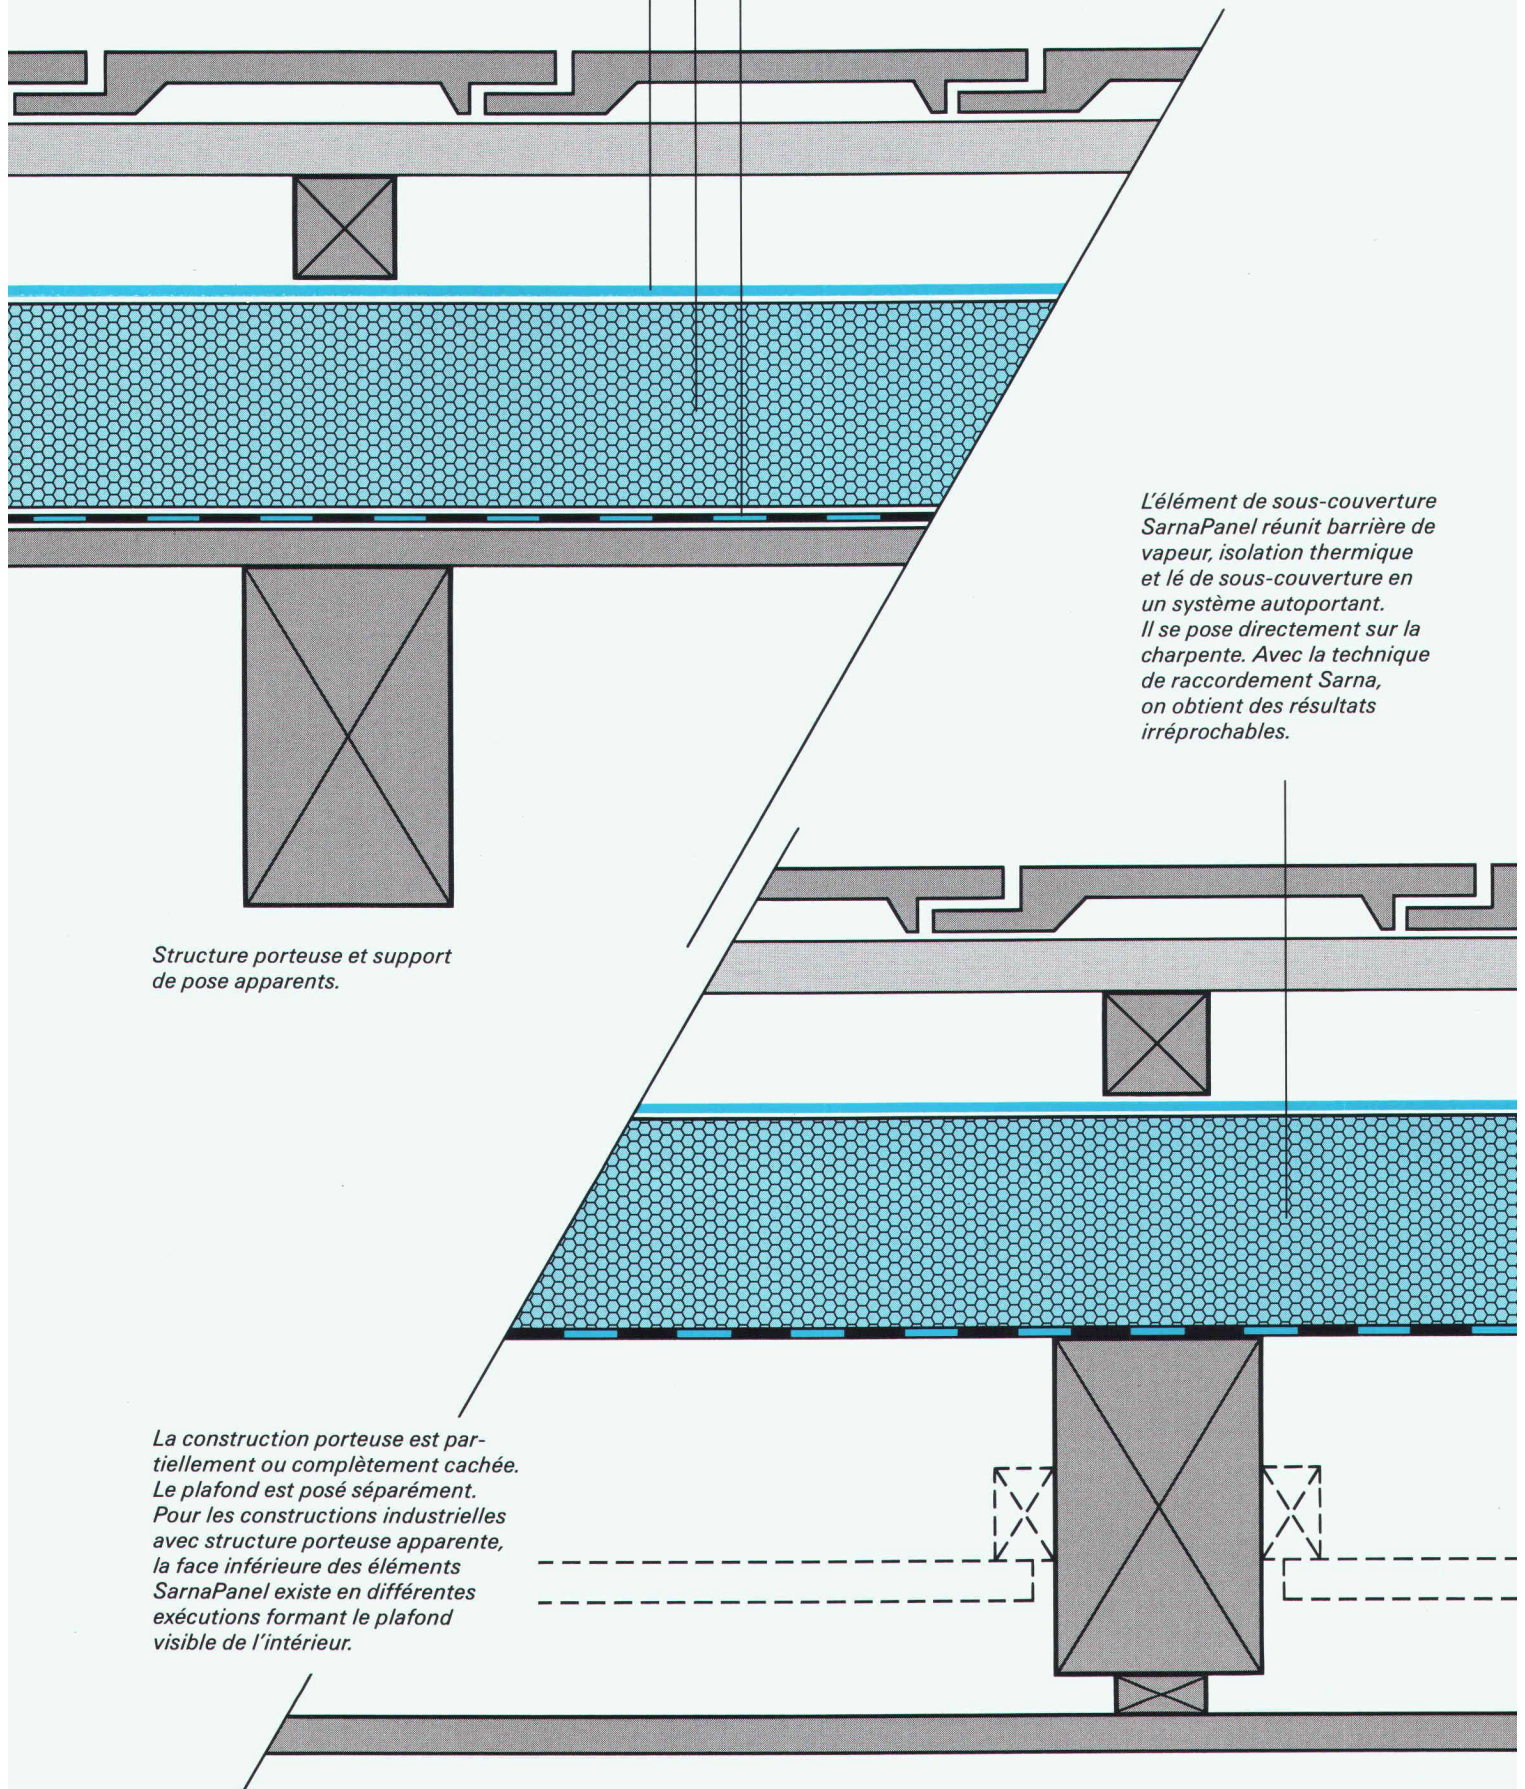 L'élément de sous-couverture
SarnaPanel réunit barrière de
vapeur, isolation thermique
et lé de sous-couverture en
un système autoportant.
Il se pose directement sur la
charpente. Avec la technique
de raccordement Sarna,
on obtient des résultats
irréprochables.
Structure porteuse et support
de pose apparents.
La construction porteuse est par-
tiellement ou complètement cachée.
Le plafond est posé séparément.
Pour les constructions industrielles
avec structure porteuse apparente,
la face inférieure des éléments
SarnaPanel existe en différentes
exécutions formant le plafond
visible de l'intérieur.